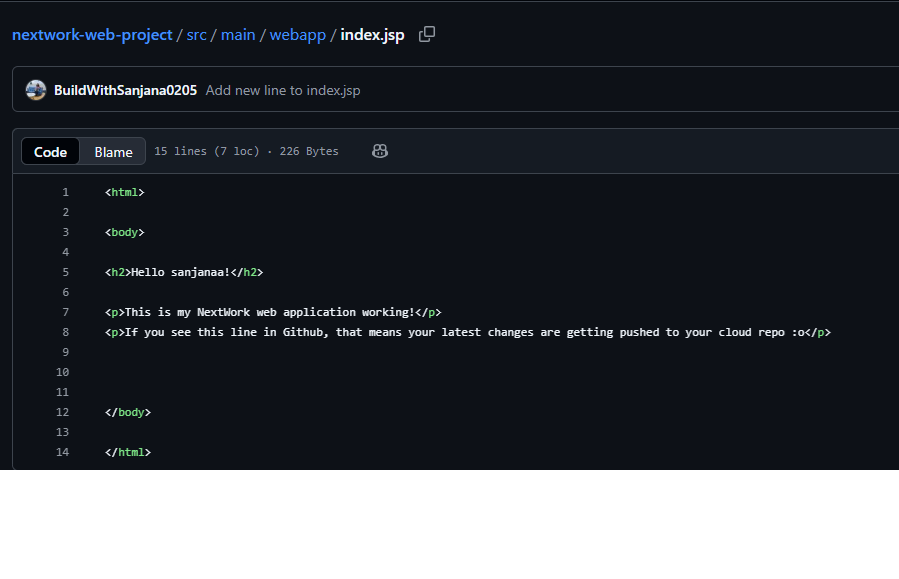 nextwork-web-project / src / main / webapp / index.jsp
BuildWithSanjana0205 Add new line to index.jsp
Code Blame 15 lines (7 loc) · 226 Bytes
1 <html>
2
3 <body>
4
5 <h2>Hello sanjanaa!</h2>
6
7 <p>This is my NextWork web application working!</p>
8 <p>If you see this line in Github, that means your latest changes are getting pushed to your cloud repo :o</p>
9
10
11
12 </body>
13
14 </html>